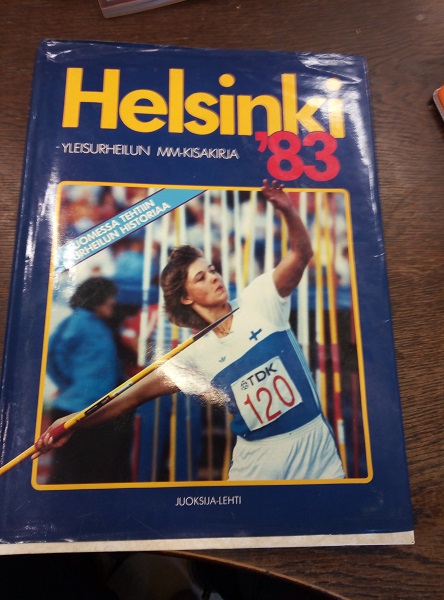 Helsinki
'83
-YLEISURHEILUN MM-KISAKIRJA
SUOMESSA TEHTIIN
URHEILUN HISTORIAA
TDK
120
JUOKSIJA-LEHTI